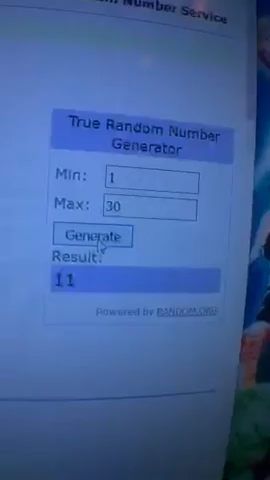 Number Service
True Random Number
Generator
Min: 1
Max: 30
Generate
Result:
11
Powered by RANDOM.ORG